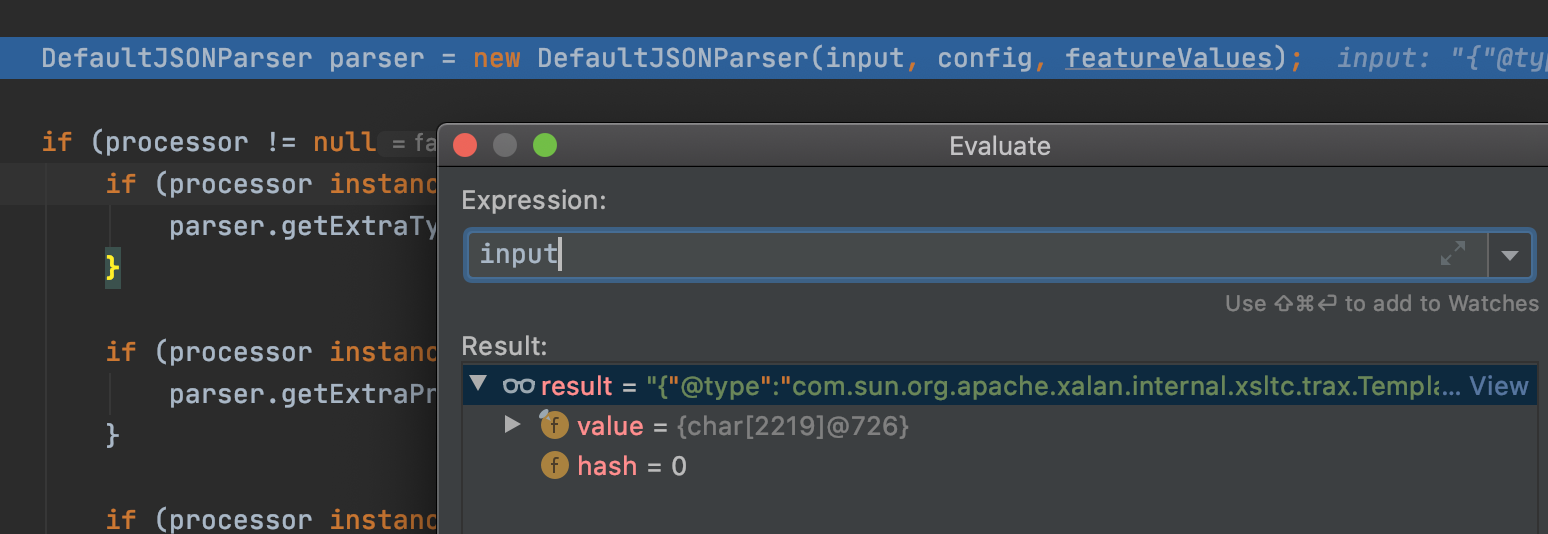 DefaultJSONParser parser = new DefaultJSONParser(input, config, featureValues); input: "{"@typ
if (processor != null = fa
if (processor instanc
parser.getExtraTy
}
if (processor instanc
parser.getExtraPr
}
if (processor instanc
Evaluate
Expression:
input
Use ⇧⌘⏎ to add to Watches
Result:
result = "{"@type":"com.sun.org.apache.xalan.internal.xsltc.trax.Templa... View
f value = {char[2219]@726}
f hash = 0